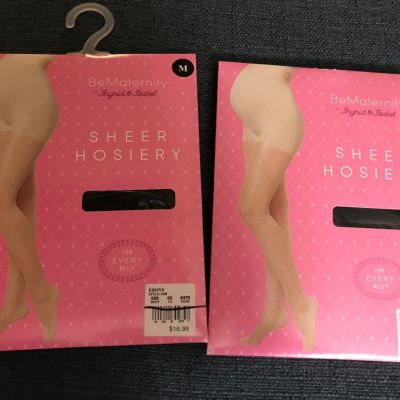 M
BeMaternity
by Ingrid & Isabel
SHEER
HOSIERY
FOR
EVERY
BELLY
EBONY
$16.99
BeMaternity
by Ingrid & Isabel
SHEE
HOSIE
FOR
EVERY
BELLY